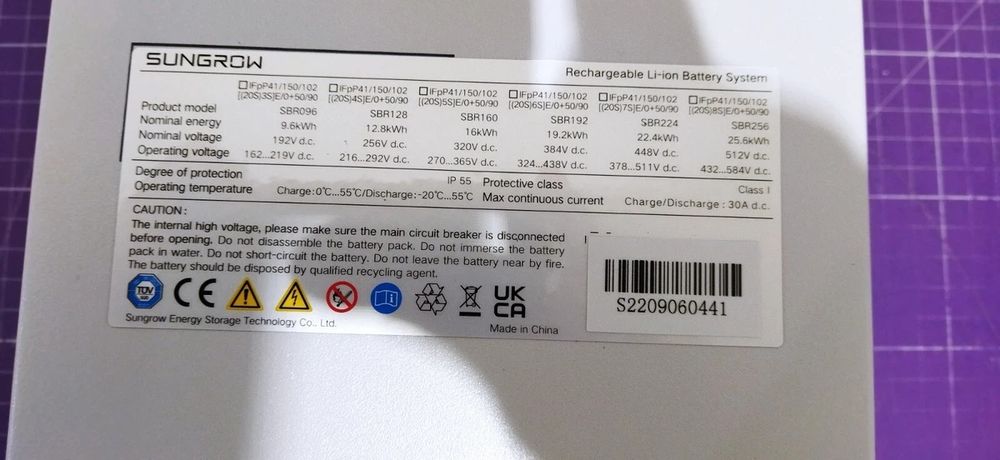 SUNGROW
Rechargeable Li-ion Battery System
☐IFpP41/150/102 ☐IFpP41/150/102 ☐IFpP41/150/102 ☐IFpP41/150/102 ☐IFpP41/150/102 ☐IFpP41/150/102
[(20S)3S]E/0+50/90 [(20S)4S]E/0+50/90 [(20S)5S]E/0+50/90 [(20S)6S]E/0+50/90 [(20S)7S]E/0+50/90 [(20S)8S]E/0+50/90
Product model SBR096 SBR128 SBR160 SBR192 SBR224 SBR256
Nominal energy 9.6kWh 12.8kWh 16kWh 19.2kWh 22.4kWh 25.6kWh
Nominal voltage 192V d.c. 256V d.c. 320V d.c. 384V d.c. 448V d.c. 512V d.c.
Operating voltage 162...219V d.c. 216...292V d.c. 270...365V d.c. 324...438V d.c. 378...511V d.c. 432...584V d.c.
Degree of protection IP 55 Protective class Class I
Operating temperature Charge:0℃...55℃/Discharge:-20℃...55℃ Max continuous current Charge/Discharge : 30A d.c.
CAUTION:
The internal high voltage, please make sure the main circuit breaker is disconnected
before opening. Do not disassemble the battery pack. Do not immerse the battery
pack in water. Do not short-circuit the battery. Do not leave the battery near by fire.
The battery should be disposed by qualified recycling agent.
TÜV
SÜD
CE
UK
CA
S2209060441
Sungrow Energy Storage Technology Co., Ltd.
Made in China